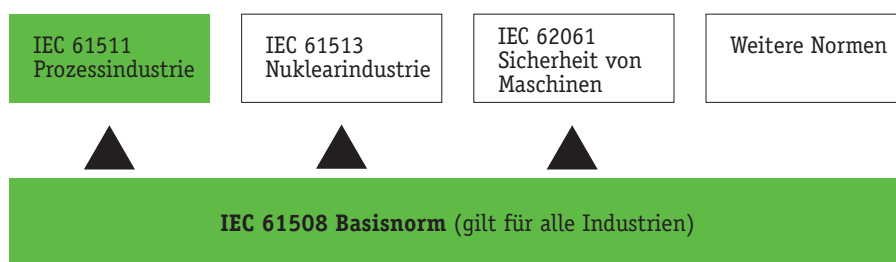 IEC 61511
Prozessindustrie
IEC 61513
Nuklearindustrie
IEC 62061
Sicherheit von
Maschinen
Weitere Normen
IEC 61508 Basisnorm (gilt für alle Industrien)